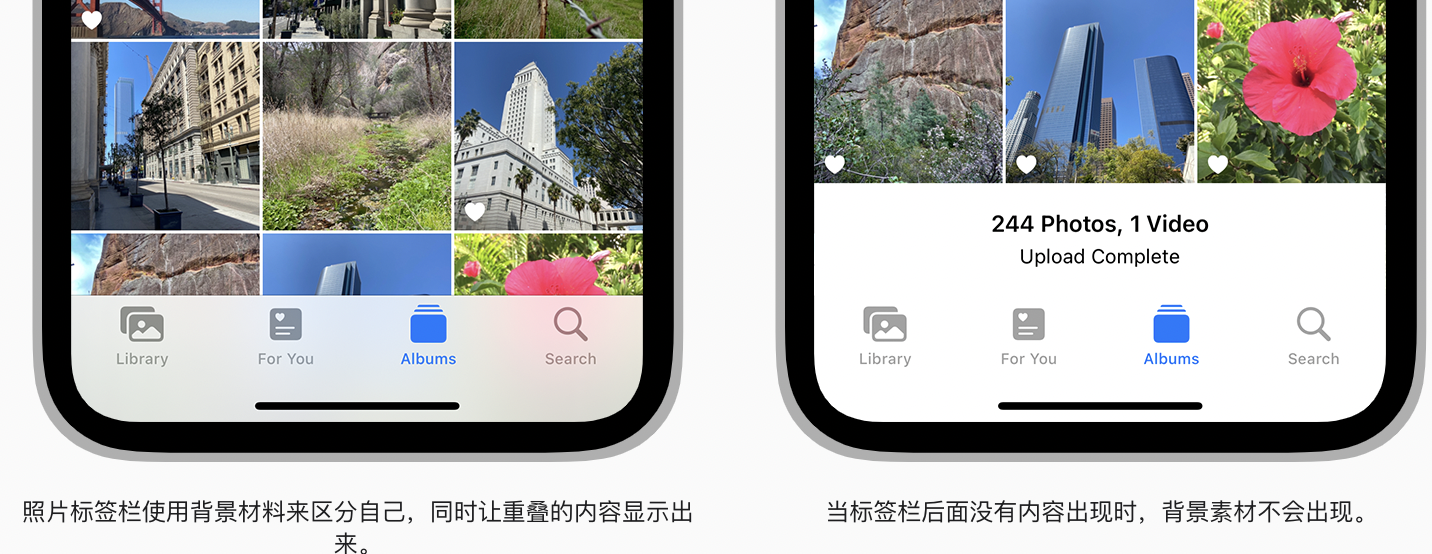 244 Photos, 1 Video
Upload Complete
Library
For You
Albums
Search
Library
For You
Albums
Search
照片标签栏使用背景材料来区分自己，同时让重叠的内容显示出
来。
当标签栏后面没有内容出现时，背景素材不会出现。